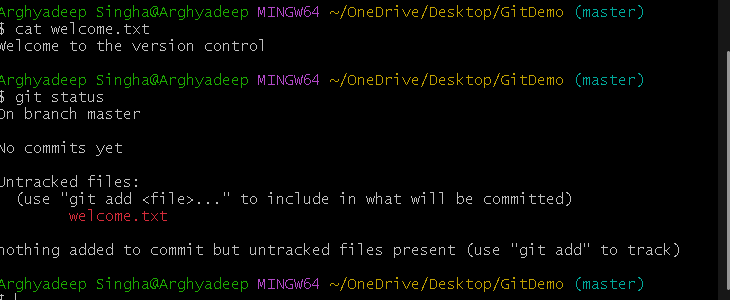 Arghyadeep Singha@Arghyadeep MINGW64 ~/OneDrive/Desktop/GitDemo (master)
$ cat welcome.txt
Welcome to the version control
Arghyadeep Singha@Arghyadeep MINGW64 ~/OneDrive/Desktop/GitDemo (master)
$ git status
On branch master
No commits yet
Untracked files:
(use "git add <file>..." to include in what will be committed)
welcome.txt
nothing added to commit but untracked files present (use "git add" to track)
Arghyadeep Singha@Arghyadeep MINGW64 ~/OneDrive/Desktop/GitDemo (master)
$